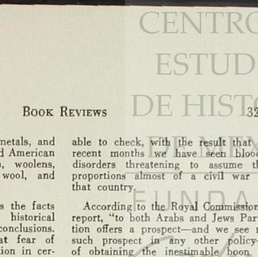 CENTRO
ESTUD
DE HISTO
BOOK REVIEWS
32
metals, and
d American
, woolens,
wool, and
s the facts
historical
conclusions.
at fear of
tion in cer-
able to check, with the result that
recent months we have seen blood
disorders threatening to assume th
proportions almost of a civil war
that country.
According to the Royal Commission
report, "to both Arabs and Jews Parti
tion offers a prospect—and we see n
such prospect in any other policy—
of obtaining the inestimable boon
FUNDA